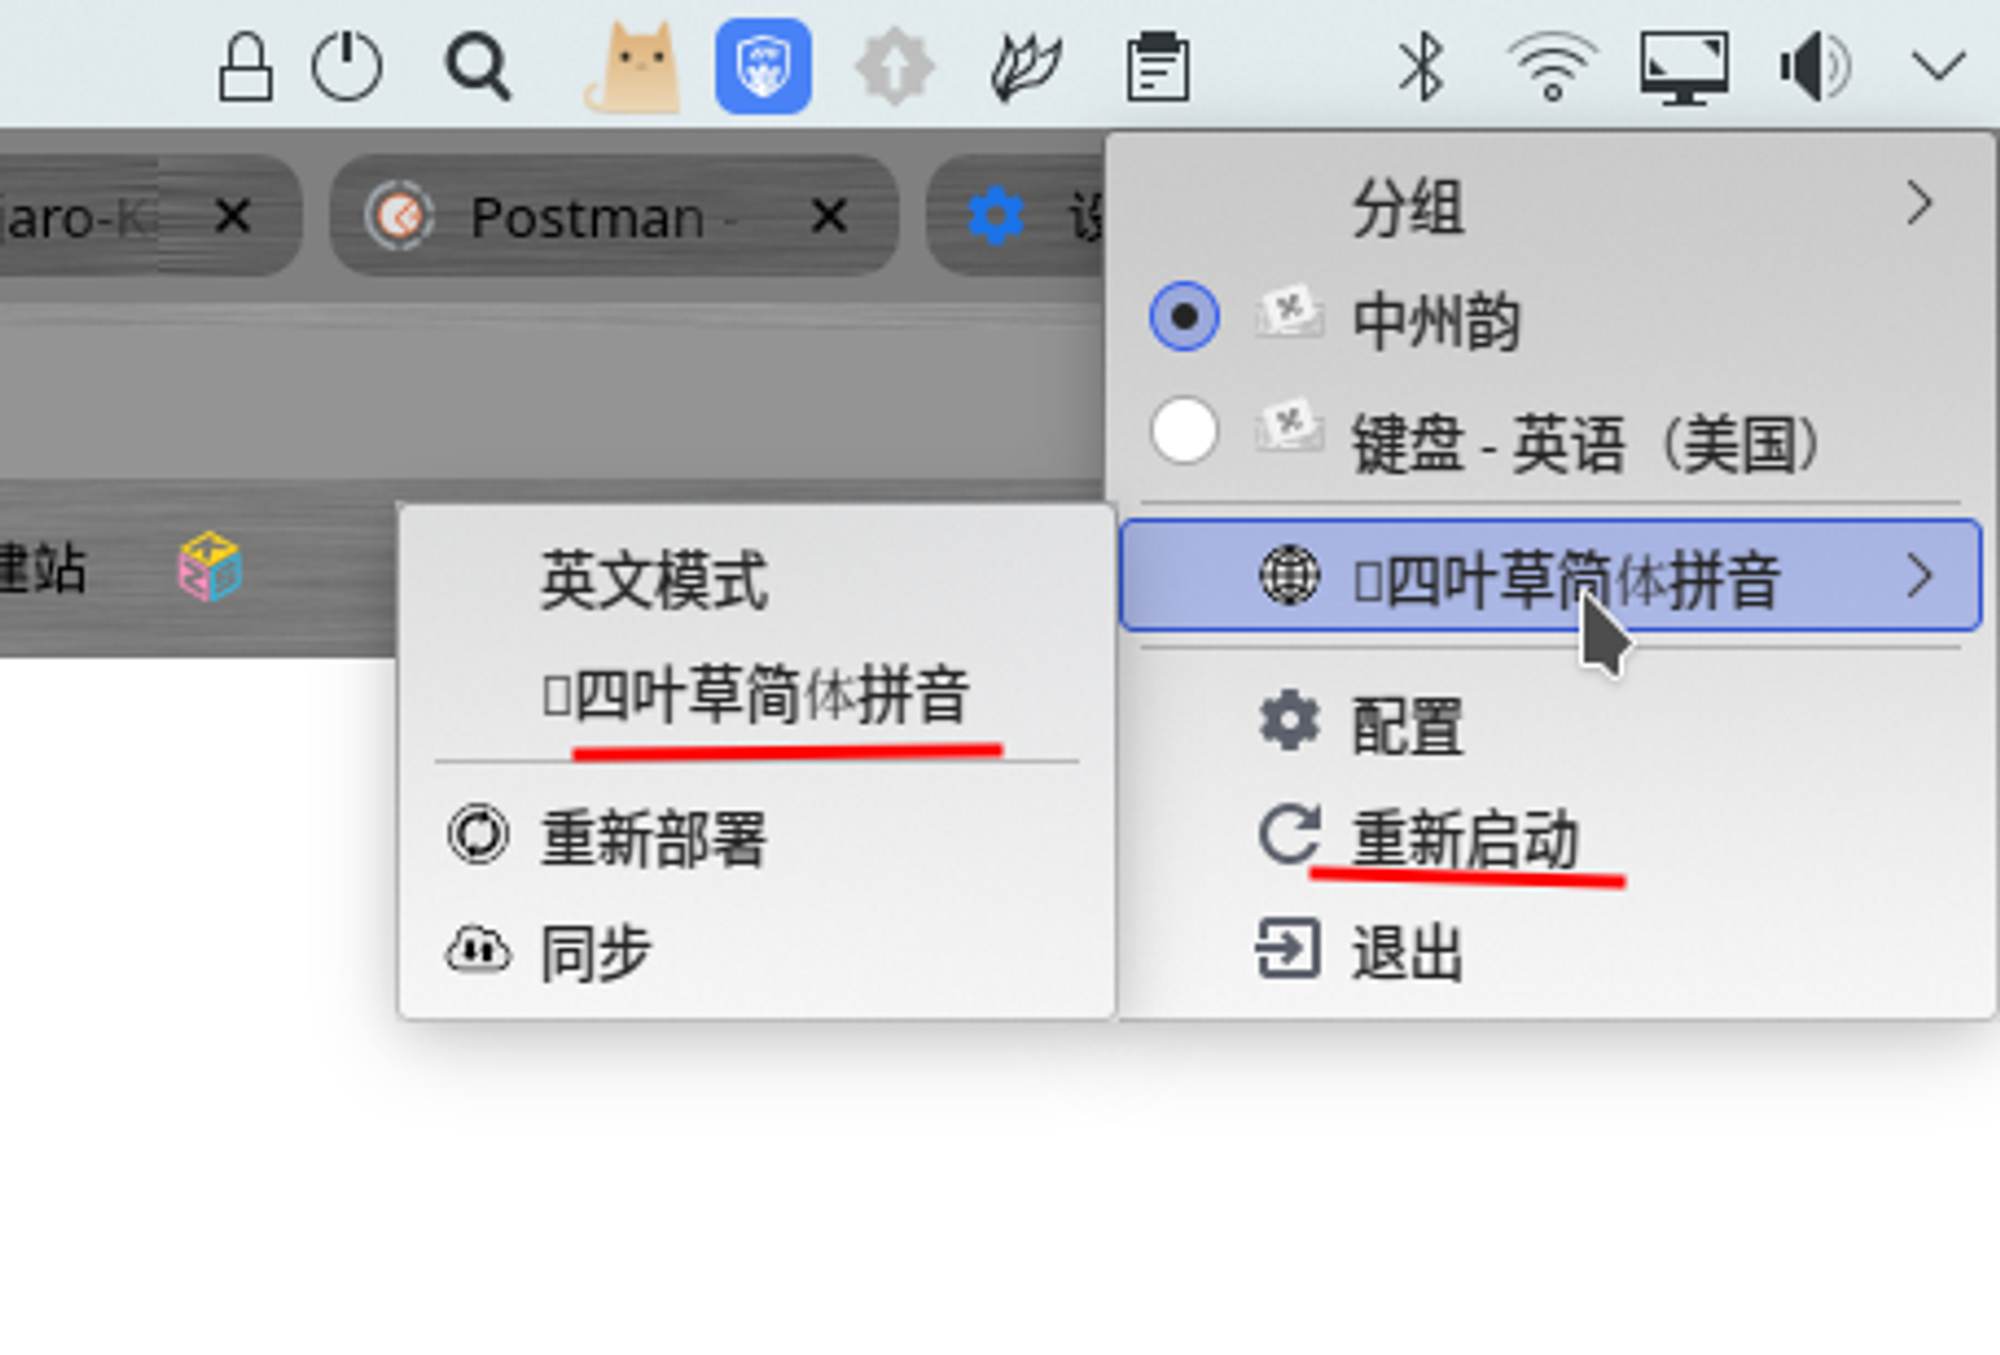 jaro-K
Postman -
设
分组
中州韵
键盘 - 英语（美国）
建站
英文模式
四叶草简体拼音
四叶草简体拼音
配置
重新部署
重新启动
同步
退出